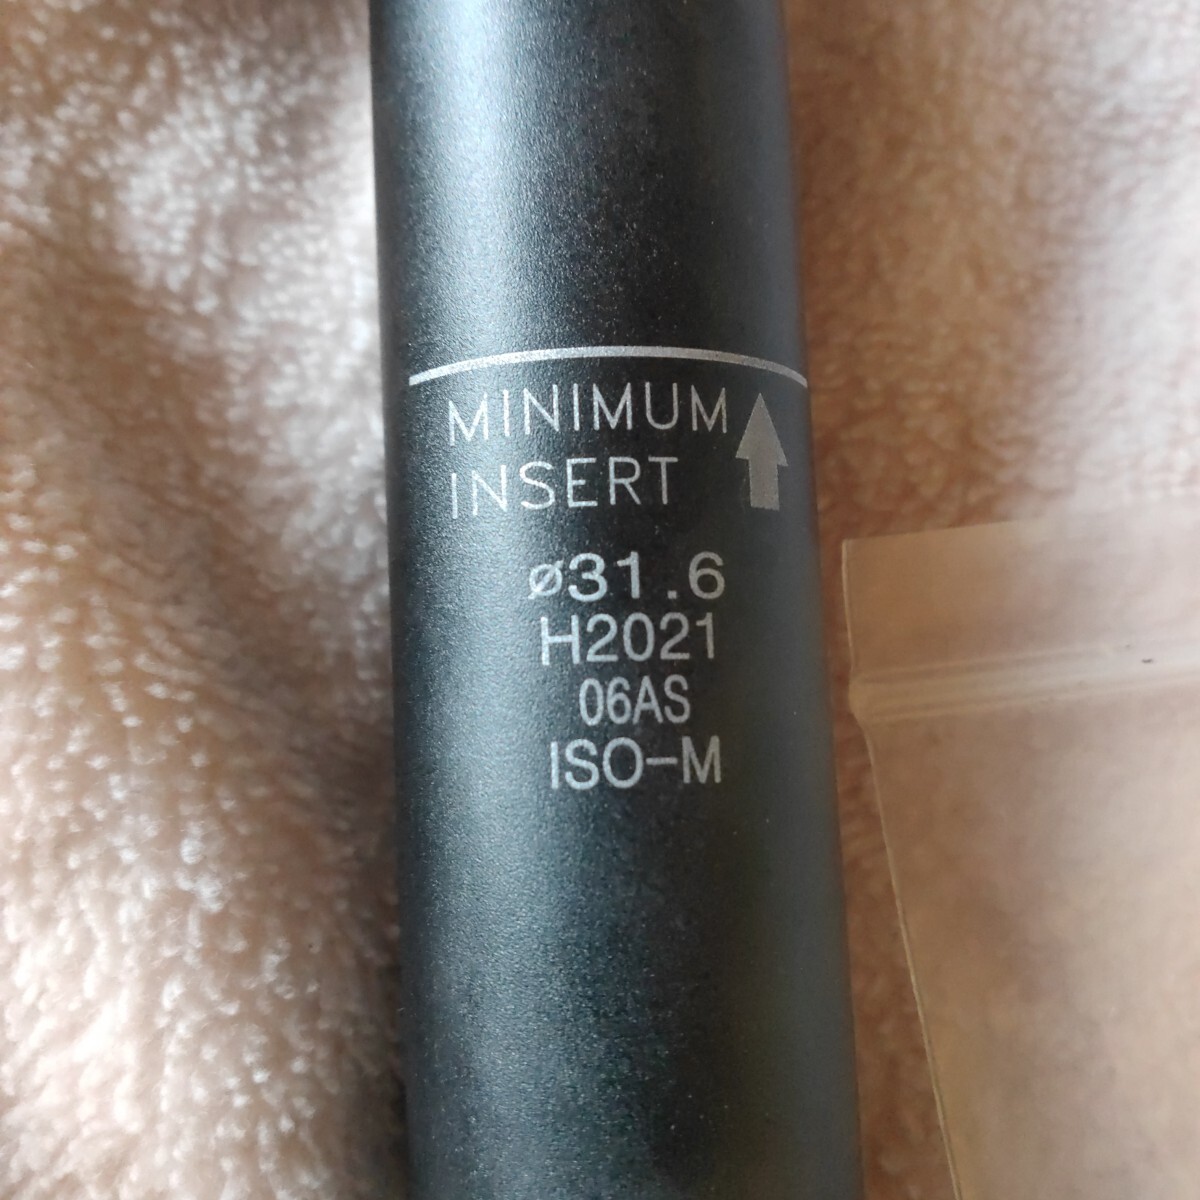 MINIMUM
INSERT
ø31.6
H2021
06AS
ISO-M